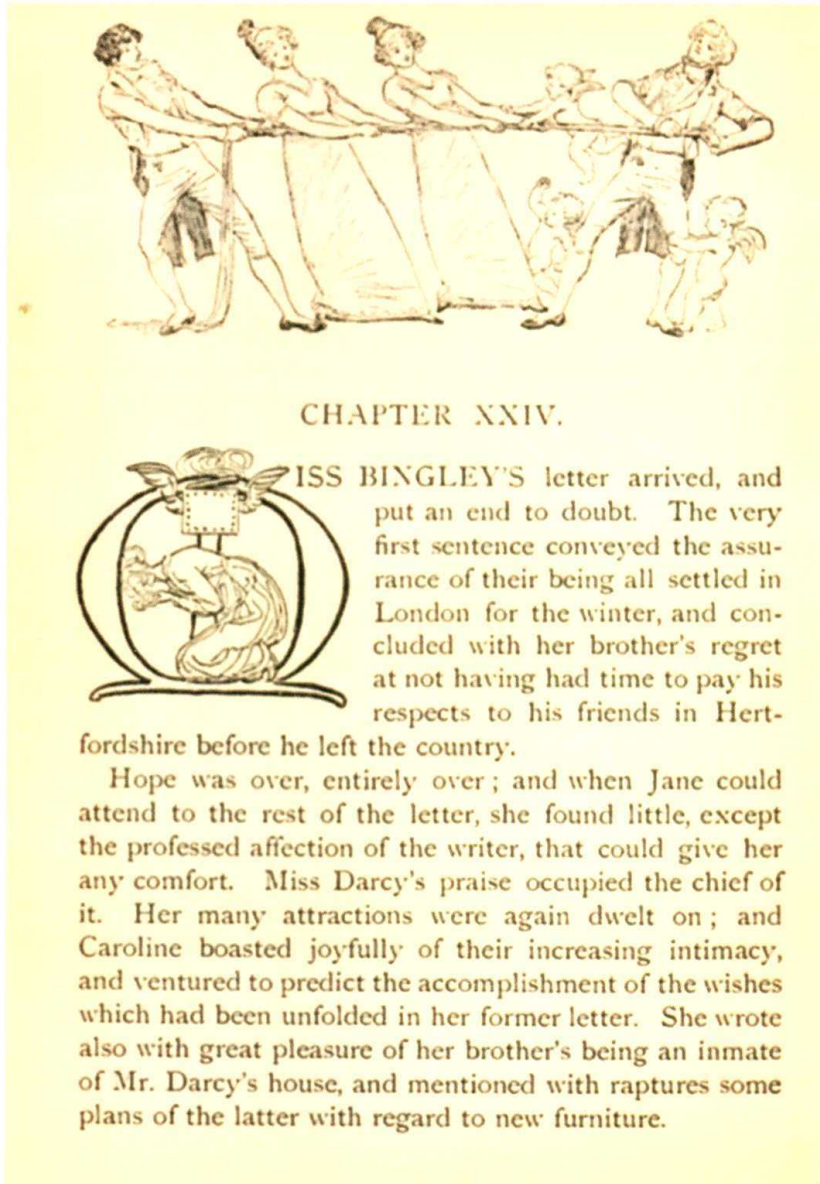 CHAPTER XXIV.
MISS BINGLEY'S letter arrived, and
put an end to doubt. The very
first sentence conveyed the assu-
rance of their being all settled in
London for the winter, and con-
cluded with her brother's regret
at not having had time to pay his
respects to his friends in Hert-
fordshire before he left the country.
Hope was over, entirely over; and when Jane could
attend to the rest of the letter, she found little, except
the professed affection of the writer, that could give her
any comfort. Miss Darcy's praise occupied the chief of
it. Her many attractions were again dwelt on; and
Caroline boasted joyfully of their increasing intimacy,
and ventured to predict the accomplishment of the wishes
which had been unfolded in her former letter. She wrote
also with great pleasure of her brother's being an inmate
of Mr. Darcy's house, and mentioned with raptures some
plans of the latter with regard to new furniture.